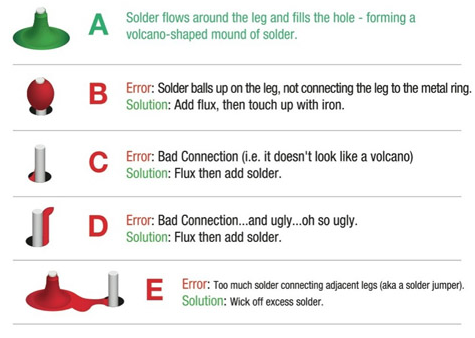 A
Solder flows around the leg and fills the hole - forming a
volcano-shaped mound of solder.
B
Error: Solder balls up on the leg, not connecting the leg to the metal ring.
Solution: Add flux, then touch up with iron.
C
Error: Bad Connection (i.e. it doesn't look like a volcano)
Solution: Flux then add solder.
D
Error: Bad Connection...and ugly...oh so ugly.
Solution: Flux then add solder.
E
Error: Too much solder connecting adjacent legs (aka a solder jumper).
Solution: Wick off excess solder.